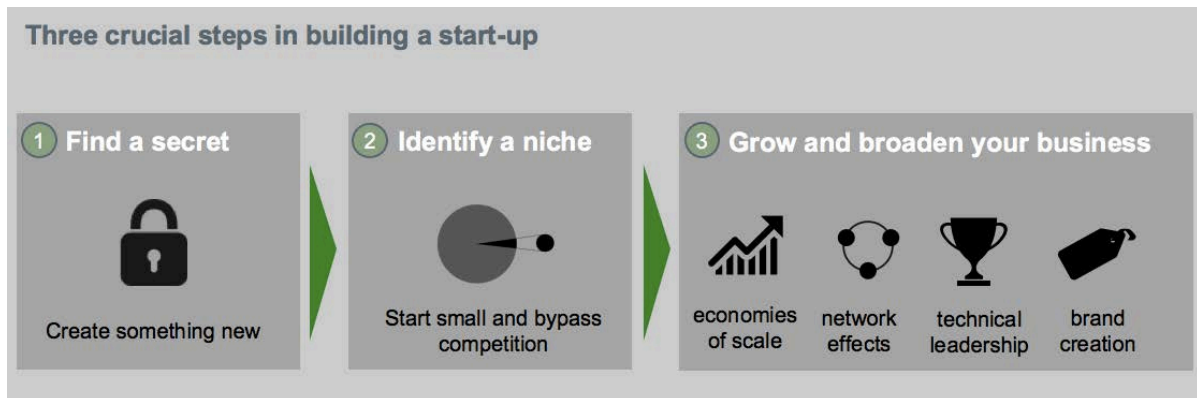 Three crucial steps in building a start-up
1 Find a secret
Create something new
2 Identify a niche
Start small and bypass
competition
3 Grow and broaden your business
economies
of scale
network
effects
technical
leadership
brand
creation